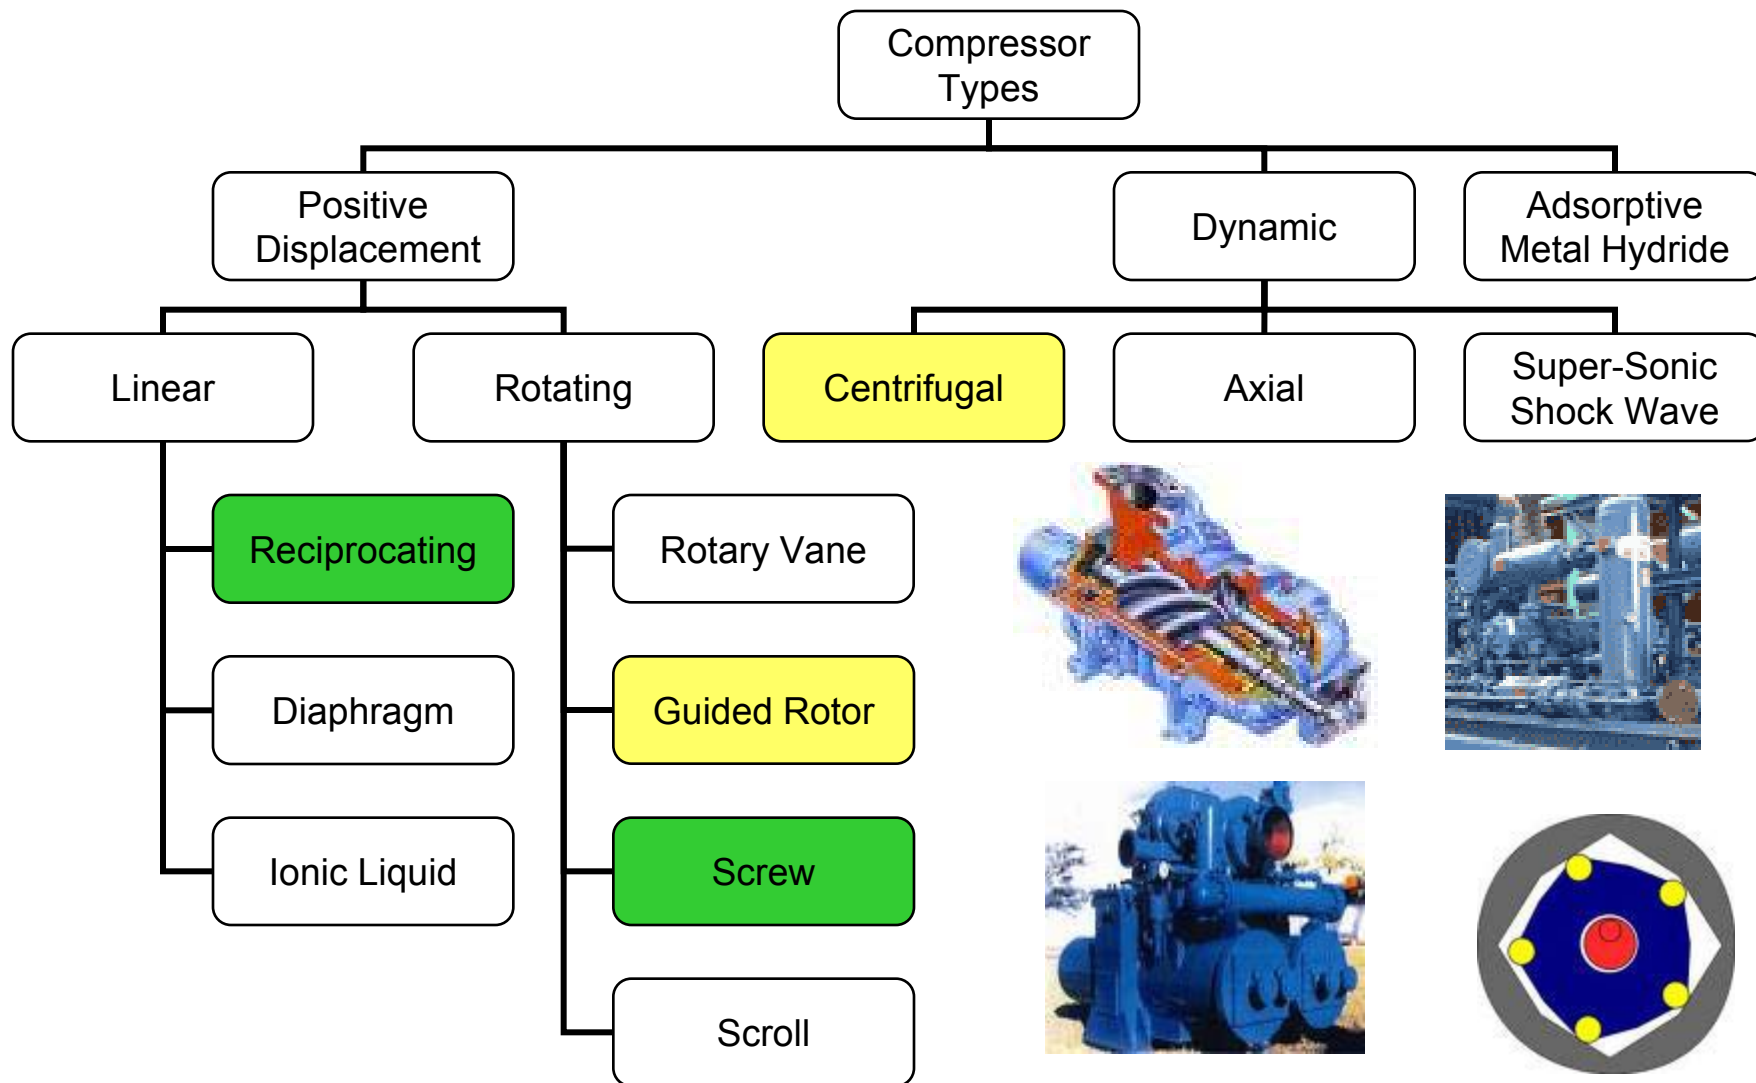 Compressor
Types
Positive
Displacement
Dynamic
Adsorptive
Metal Hydride
Linear
Rotating
Centrifugal
Axial
Super-Sonic
Shock Wave
Reciprocating
Rotary Vane
Diaphragm
Guided Rotor
Ionic Liquid
Screw
Scroll